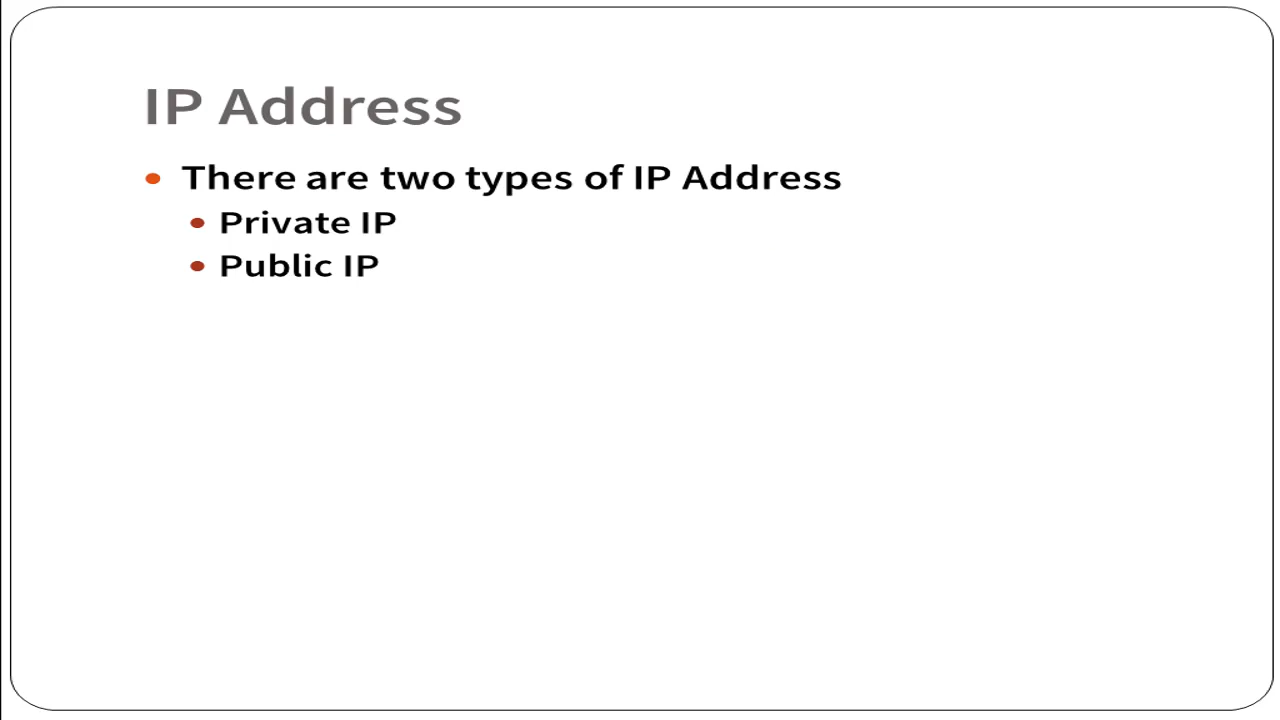 IP Address
There are two types of IP Address
Private IP
Public IP